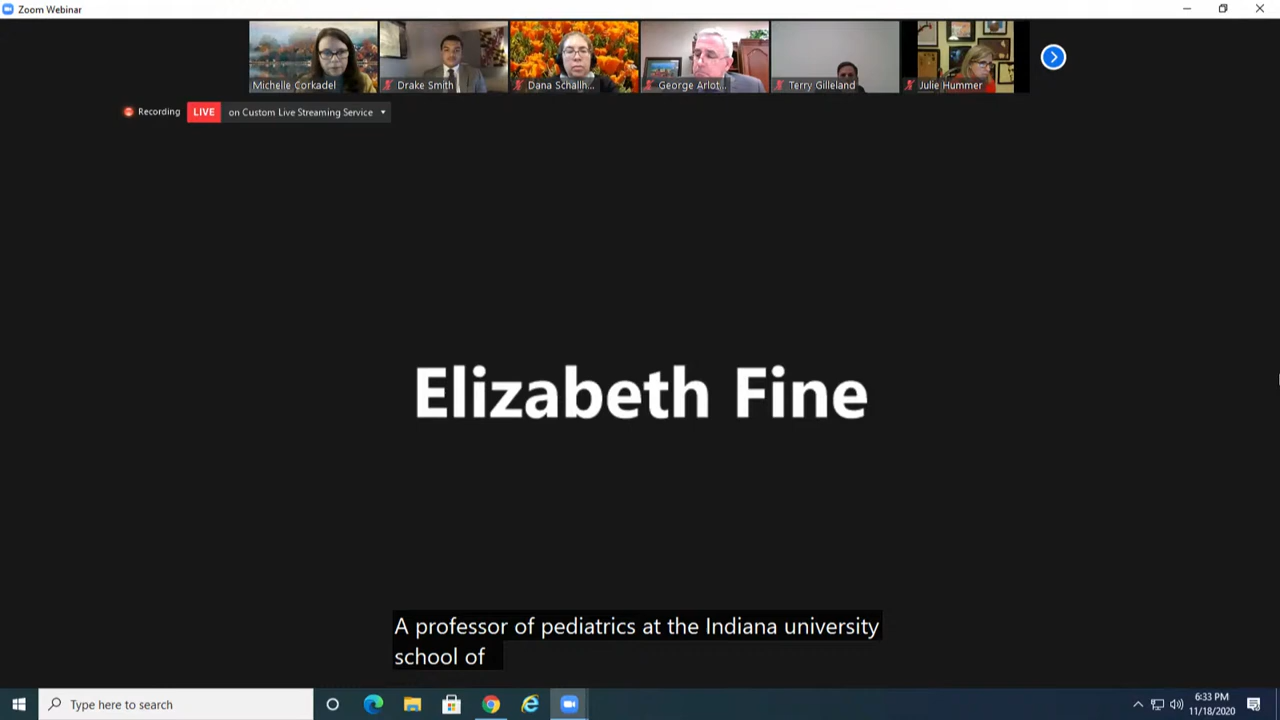 Zoom Webinar
Michelle Corkadel
Drake Smith
Dana Schallh...
George Arlot...
Terry Gilleland
Julie Hummer
Recording
LIVE
on Custom Live Streaming Service
Elizabeth Fine
A professor of pediatrics at the Indiana university
school of
Type here to search
6:33 PM
11/18/2020